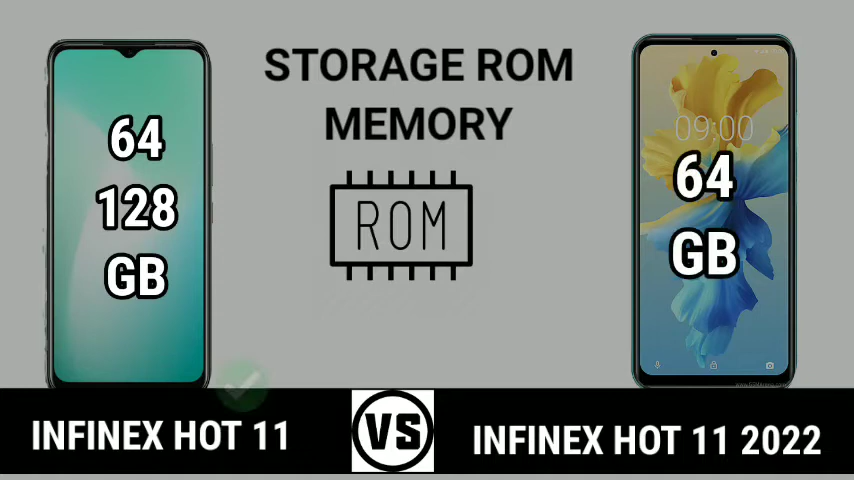 STORAGE ROM
MEMORY
64
128
GB
ROM
09:00
64
GB
INFINEX HOT 11
VS
INFINEX HOT 11 2022